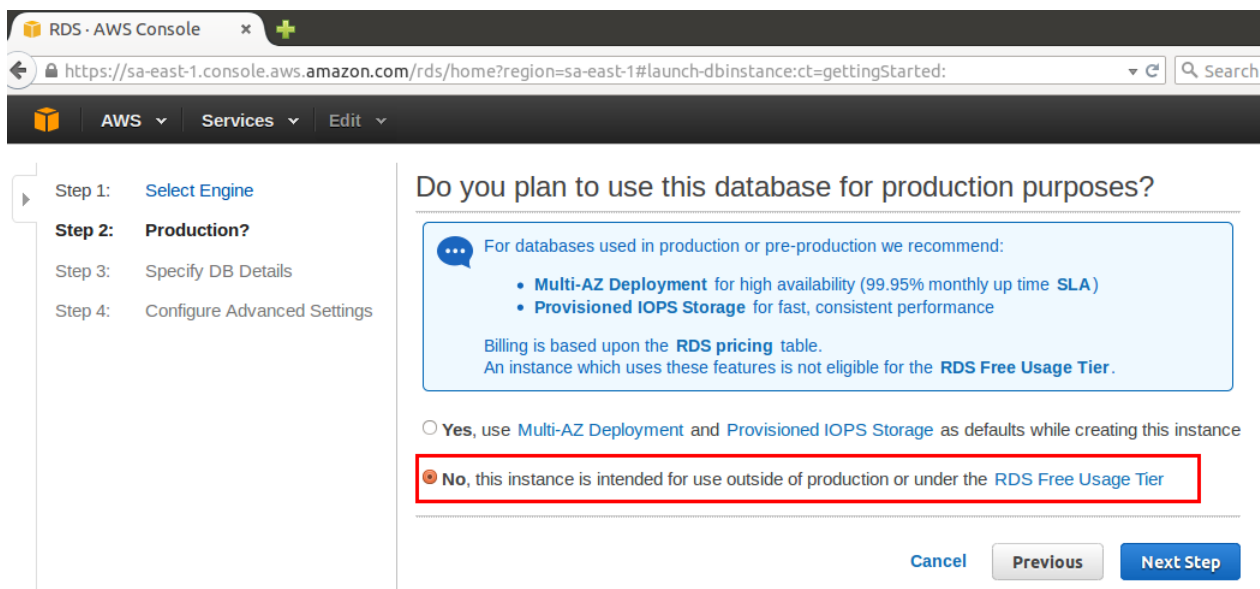 RDS · AWS Console
https://sa-east-1.console.aws.amazon.com/rds/home?region=sa-east-1#launch-dbinstance:ct=gettingStarted:
Search
AWS Services Edit
Step 1: Select Engine
Step 2: Production?
Step 3: Specify DB Details
Step 4: Configure Advanced Settings
Do you plan to use this database for production purposes?
For databases used in production or pre-production we recommend:
• Multi-AZ Deployment for high availability (99.95% monthly up time SLA)
• Provisioned IOPS Storage for fast, consistent performance
Billing is based upon the RDS pricing table.
An instance which uses these features is not eligible for the RDS Free Usage Tier.
Yes, use Multi-AZ Deployment and Provisioned IOPS Storage as defaults while creating this instance
No, this instance is intended for use outside of production or under the RDS Free Usage Tier
Cancel Previous Next Step